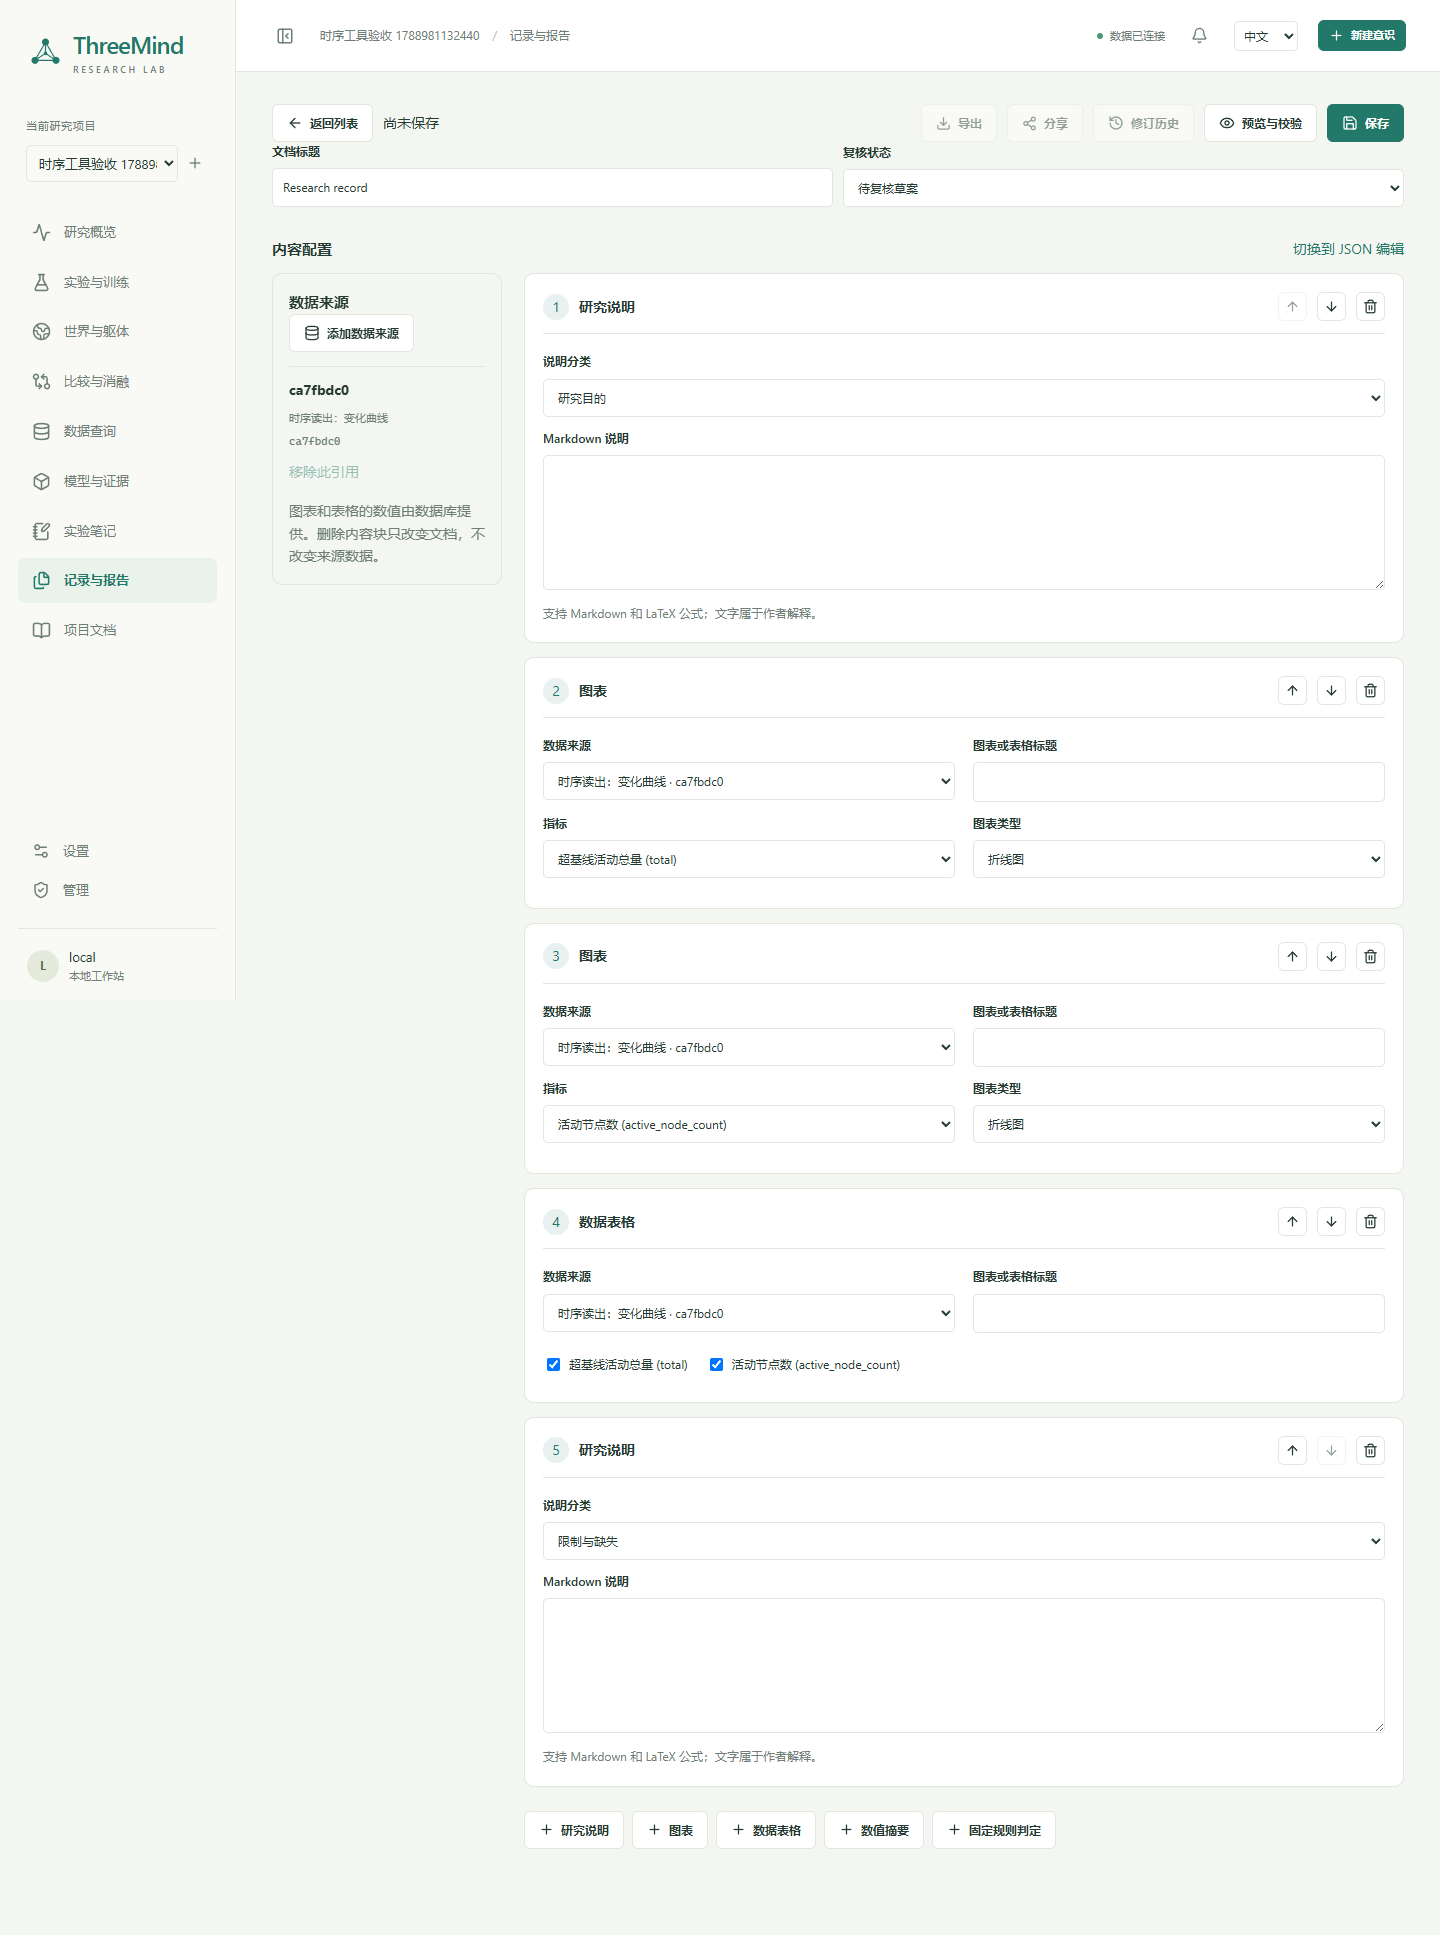 ThreeMind
RESEARCH LAB
当前研究项目
时序工具验收 17889
研究概览
实验与训练
世界与躯体
比较与消融
数据查询
模型与证据
实验笔记
记录与报告
项目文档
设置
管理
L
local
本地工作站
时序工具验收 1788981132440 / 记录与报告
数据已连接
中文
新建意识
返回列表
尚未保存
导出
分享
修订历史
预览与校验
保存
文档标题
Research record
复核状态
待复核草案
内容配置
切换到 JSON 编辑
数据来源
添加数据来源
ca7fbdc0
时序读出：变化曲线
ca7fbdc0
移除此引用
图表和表格的数值由数据库提
供。删除内容块只改变文档，不
改变来源数据。
1 研究说明
说明分类
研究目的
Markdown 说明
支持 Markdown 和 LaTeX 公式；文字属于作者解释。
2 图表
数据来源
时序读出：变化曲线 · ca7fbdc0
图表或表格标题
指标
超基线活动总量 (total)
图表类型
折线图
3 图表
数据来源
时序读出：变化曲线 · ca7fbdc0
图表或表格标题
指标
活动节点数 (active_node_count)
图表类型
折线图
4 数据表格
数据来源
时序读出：变化曲线 · ca7fbdc0
图表或表格标题
超基线活动总量 (total)
活动节点数 (active_node_count)
5 研究说明
说明分类
限制与缺失
Markdown 说明
支持 Markdown 和 LaTeX 公式；文字属于作者解释。
研究说明
图表
数据表格
数值摘要
固定规则判定